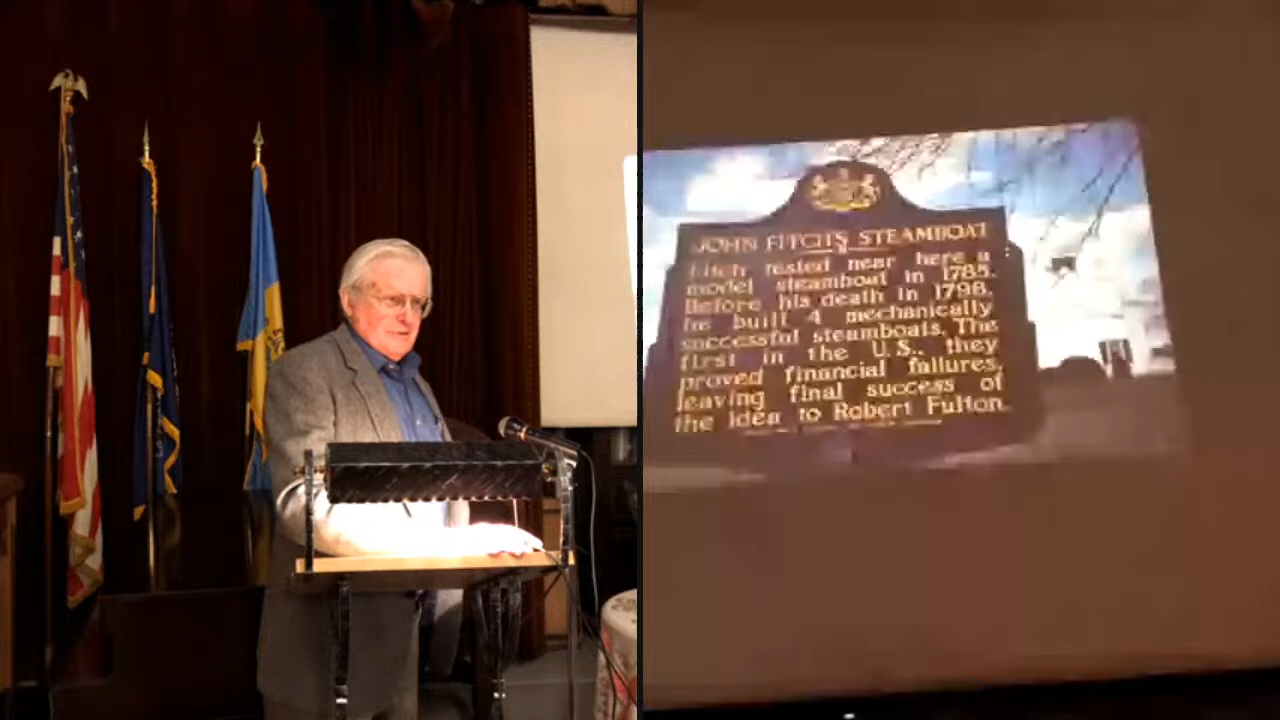 JOHN FITCH'S STEAMBOAT
Fitch tested near here a
model steamboat in 1785.
Before his death in 1798,
he built 4 mechanically
successful steamboats. The
first in the U.S., they
proved financial failures,
leaving final success of
the idea to Robert Fulton.